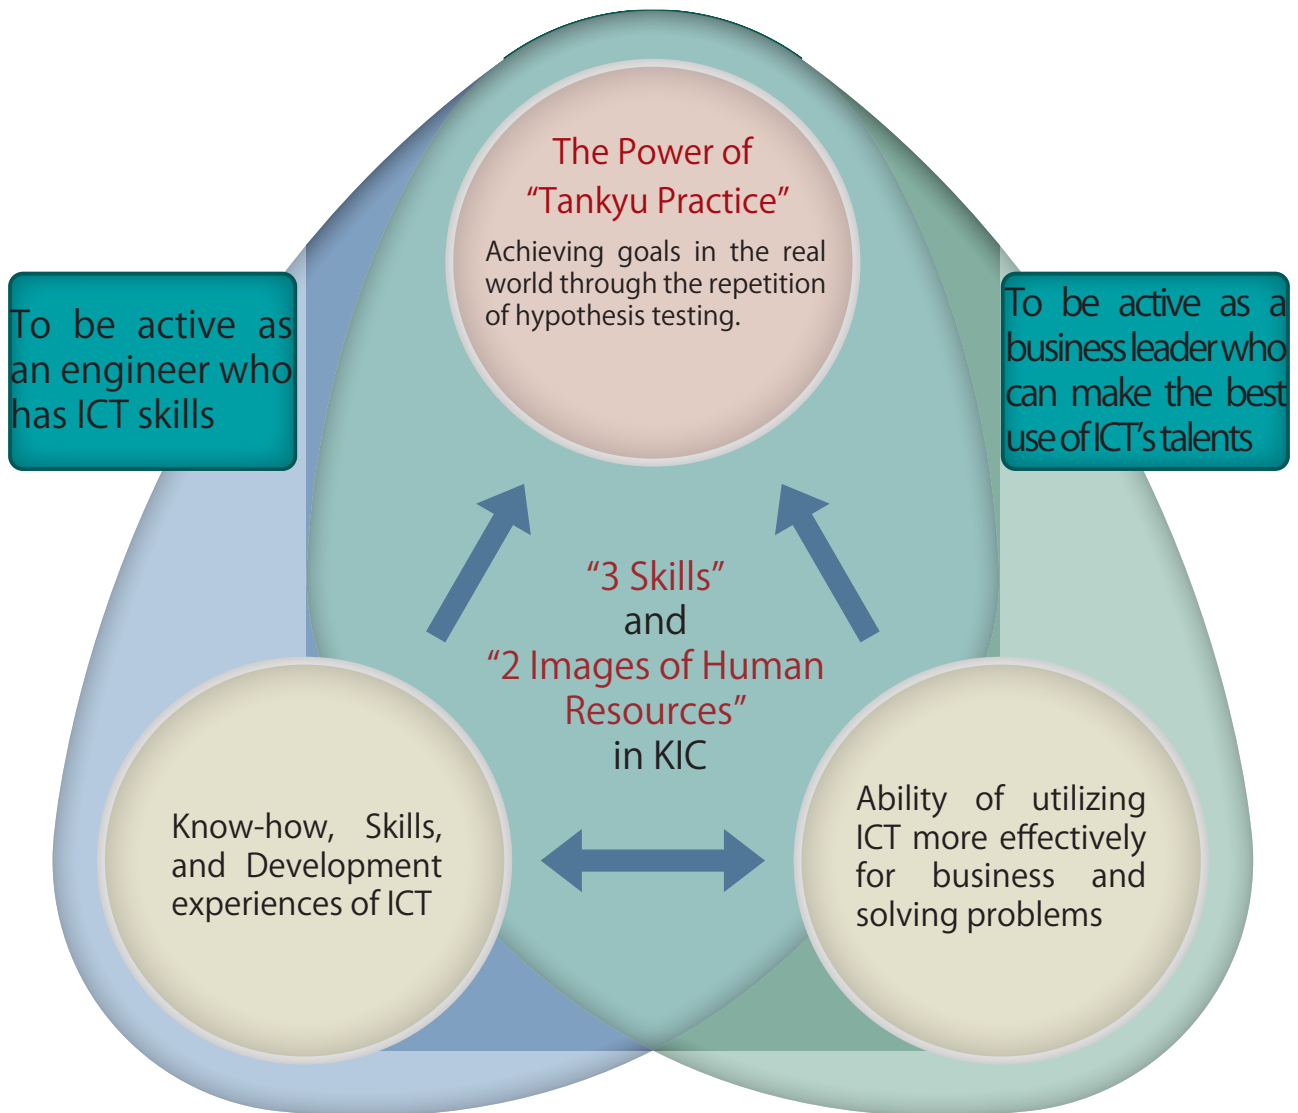 The Power of
“Tankyu Practice”
Achieving goals in the real
world through the repetition
of hypothesis testing.
To be active as
an engineer who
has ICT skills
To be active as a
business leader who
can make the best
use of ICT’s talents
“3 Skills”
and
“2 Images of Human
Resources”
in KIC
Know-how, Skills,
and Development
experiences of ICT
Ability of utilizing
ICT more effectively
for business and
solving problems